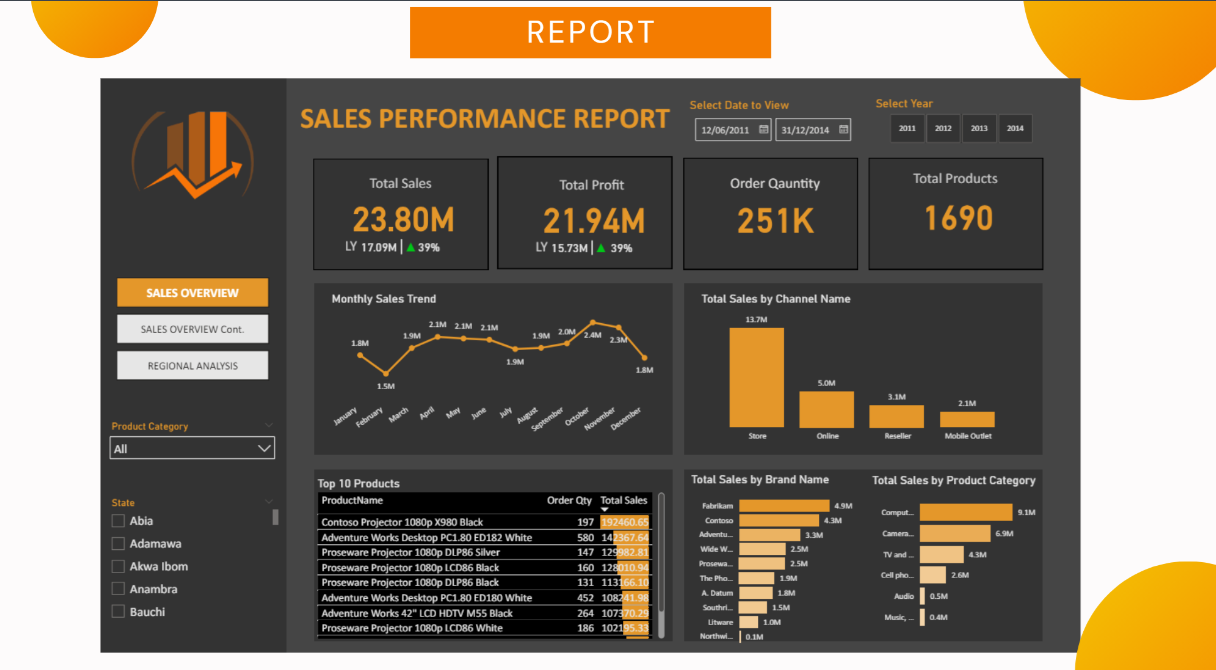 REPORT
SALES PERFORMANCE REPORT
Select Date to View
12/06/2011
31/12/2014
Select Year
2011
2012
2013
2014
Total Sales
23.80M
LY 17.09M | ▲ 39%
Total Profit
21.94M
LY 15.73M | ▲ 39%
Order Qauntity
251K
Total Products
1690
SALES OVERVIEW
SALES OVERVIEW Cont.
REGIONAL ANALYSIS
Product Category
All
State
Abia
Adamawa
Akwa Ibom
Anambra
Bauchi
Monthly Sales Trend
1.8M
1.5M
1.9M
2.1M
2.1M
2.1M
1.9M
1.9M
2.0M
2.4M
2.3M
1.8M
January
February
March
April
May
June
July
August
September
October
November
December
Total Sales by Channel Name
13.7M
5.0M
3.1M
2.1M
Store
Online
Reseller
Mobile Outlet
Top 10 Products
ProductName Order Qty Total Sales
Contoso Projector 1080p X980 Black 197 192460.65
Adventure Works Desktop PC1.80 ED182 White 580 142367.64
Proseware Projector 1080p DLP86 Silver 147 129982.81
Proseware Projector 1080p LCD86 Black 160 128010.94
Proseware Projector 1080p DLP86 Black 131 113166.10
Adventure Works Desktop PC1.80 ED180 White 452 108241.98
Adventure Works 42" LCD HDTV M55 Black 264 107370.29
Proseware Projector 1080p LCD86 White 186 102195.33
Total Sales by Brand Name
Fabrikam 4.9M
Contoso 4.3M
Adventu... 3.3M
Wide W... 2.5M
Prosewa... 2.5M
The Pho... 1.9M
A. Datum 1.8M
Southri... 1.5M
Litware 1.0M
Northwi... 0.1M
Total Sales by Product Category
Comput... 9.1M
Camera... 6.9M
TV and ... 4.3M
Cell pho... 2.6M
Audio 0.5M
Music, ... 0.4M